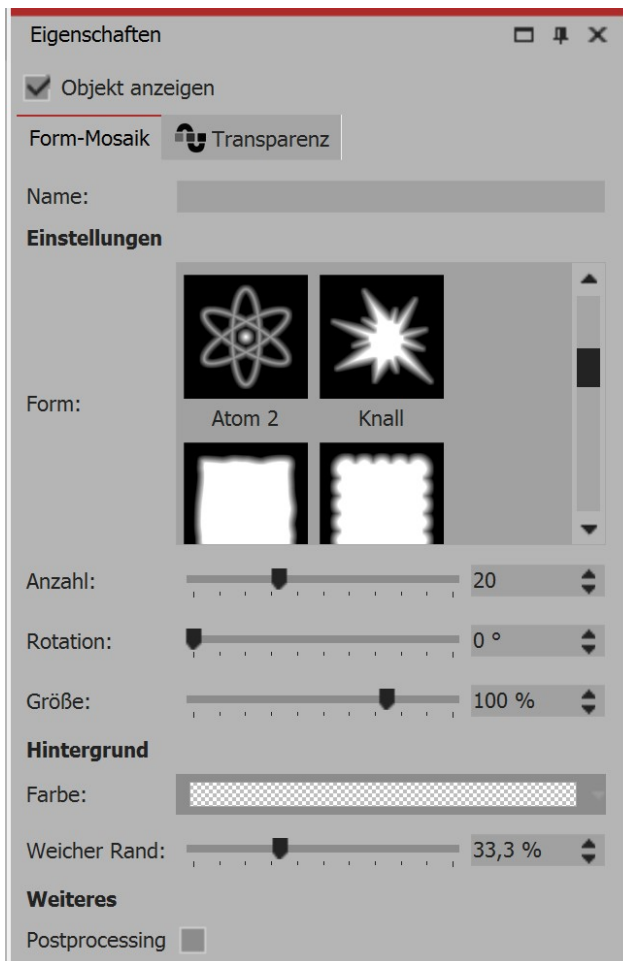 Eigenschaften
Objekt anzeigen
Form-Mosaik Transparenz
Name:
Einstellungen
Form:
Atom 2 Knall
Anzahl: 20
Rotation: 0 °
Größe: 100 %
Hintergrund
Farbe:
Weicher Rand: 33,3 %
Weiteres
Postprocessing